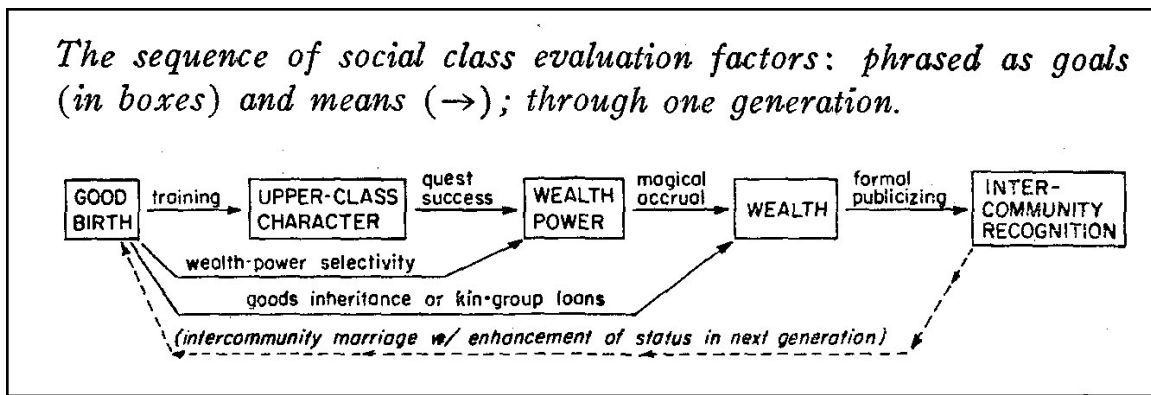 The sequence of social class evaluation factors: phrased as goals
(in boxes) and means (→); through one generation.
GOOD
BIRTH
training
UPPER-CLASS
CHARACTER
quest
success
WEALTH
POWER
magical
accrual
WEALTH
formal
publicizing
INTER-
COMMUNITY
RECOGNITION
wealth-power selectivity
goods inheritance or kin-group loans
(intercommunity marriage w/ enhancement of status in next generation)